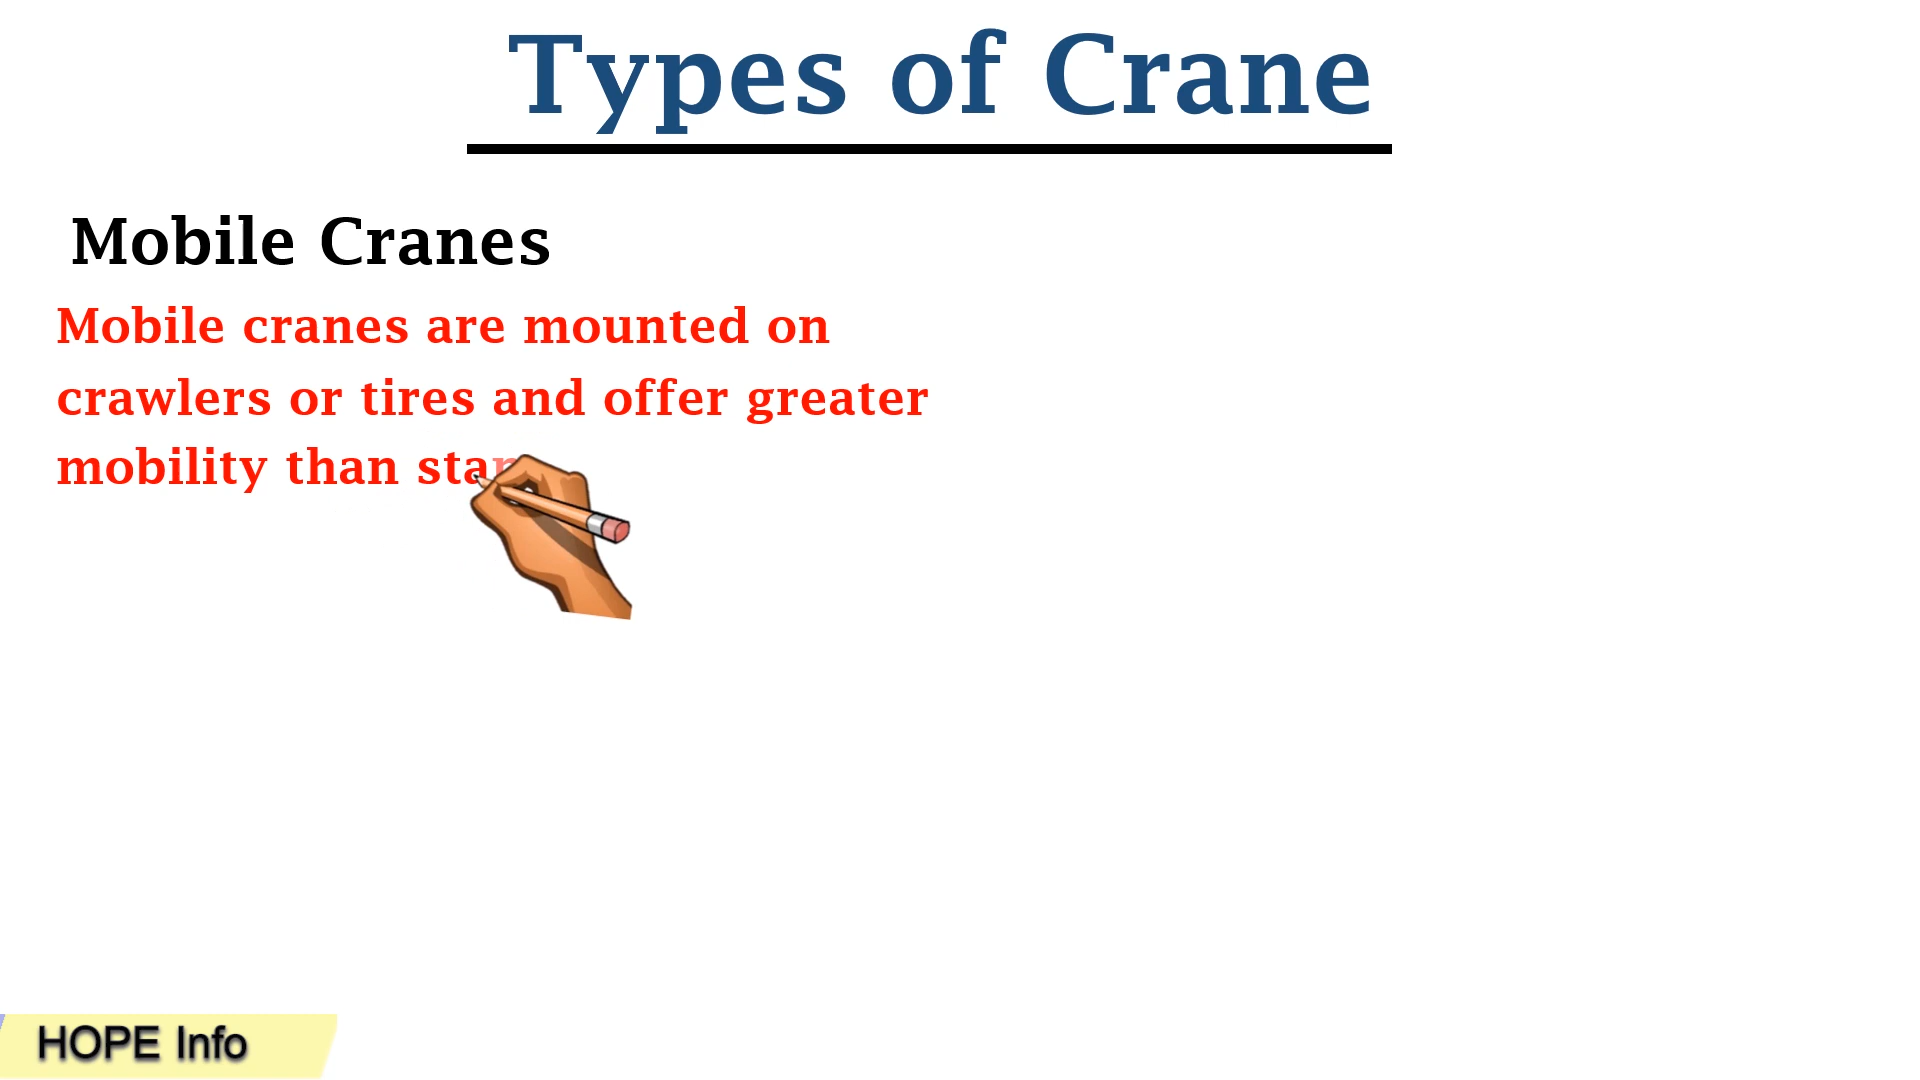 Types of Crane
Mobile Cranes
Mobile cranes are mounted on
crawlers or tires and offer greater
mobility than
HOPE Info